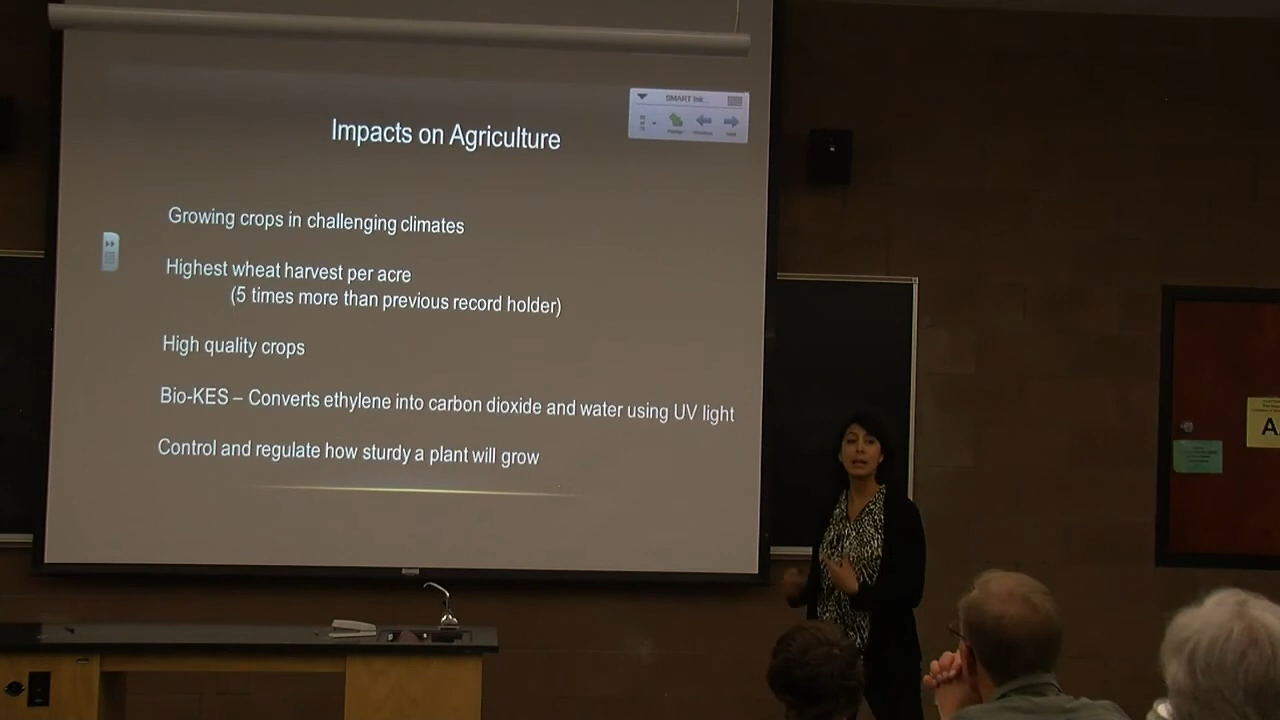 SMART Ink...
Impacts on Agriculture
Growing crops in challenging climates
Highest wheat harvest per acre
(5 times more than previous record holder)
High quality crops
Bio-KES – Converts ethylene into carbon dioxide and water using UV light
Control and regulate how sturdy a plant will grow
A